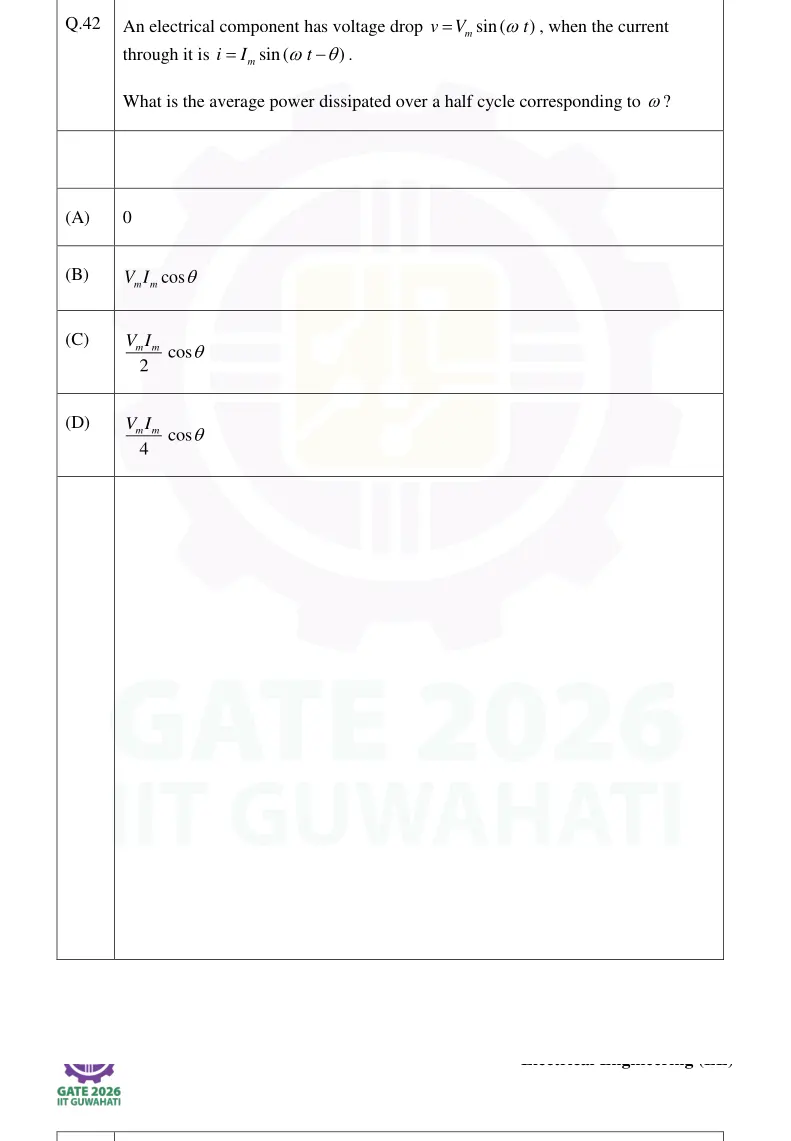 Q.42 An electrical component has voltage drop v = V_m sin(ω t), when the current
through it is i = I_m sin(ω t − θ).
What is the average power dissipated over a half cycle corresponding to ω?
(A) 0
(B) V_m I_m cos θ
(C) V_m I_m / 2 cos θ
(D) V_m I_m / 4 cos θ
GATE 2026
IIT GUWAHATI
GATE 2026
IIT GUWAHATI